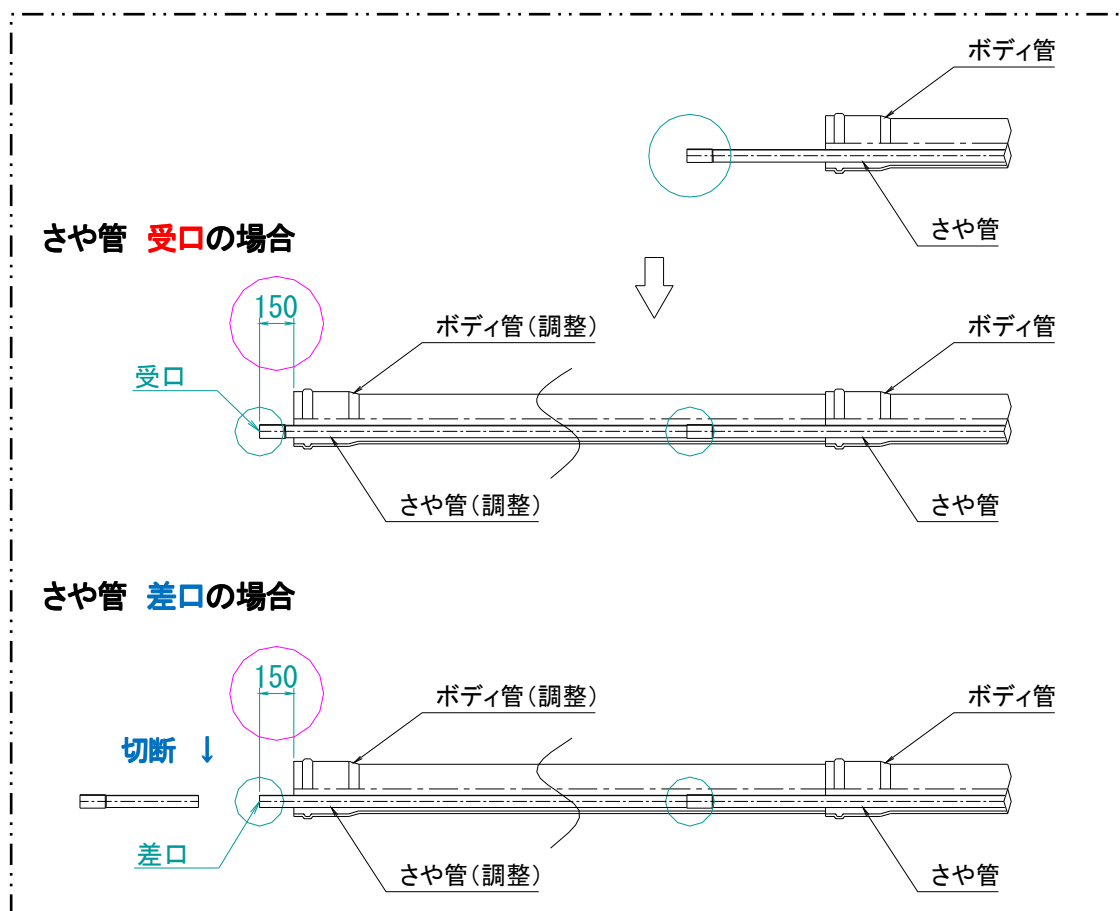 ボディ管
さや管
さや管 受口の場合
150
ボディ管(調整)
ボディ管
受口
さや管(調整)
さや管
さや管 差口の場合
150
ボディ管(調整)
ボディ管
切断 ↓
差口
さや管(調整)
さや管